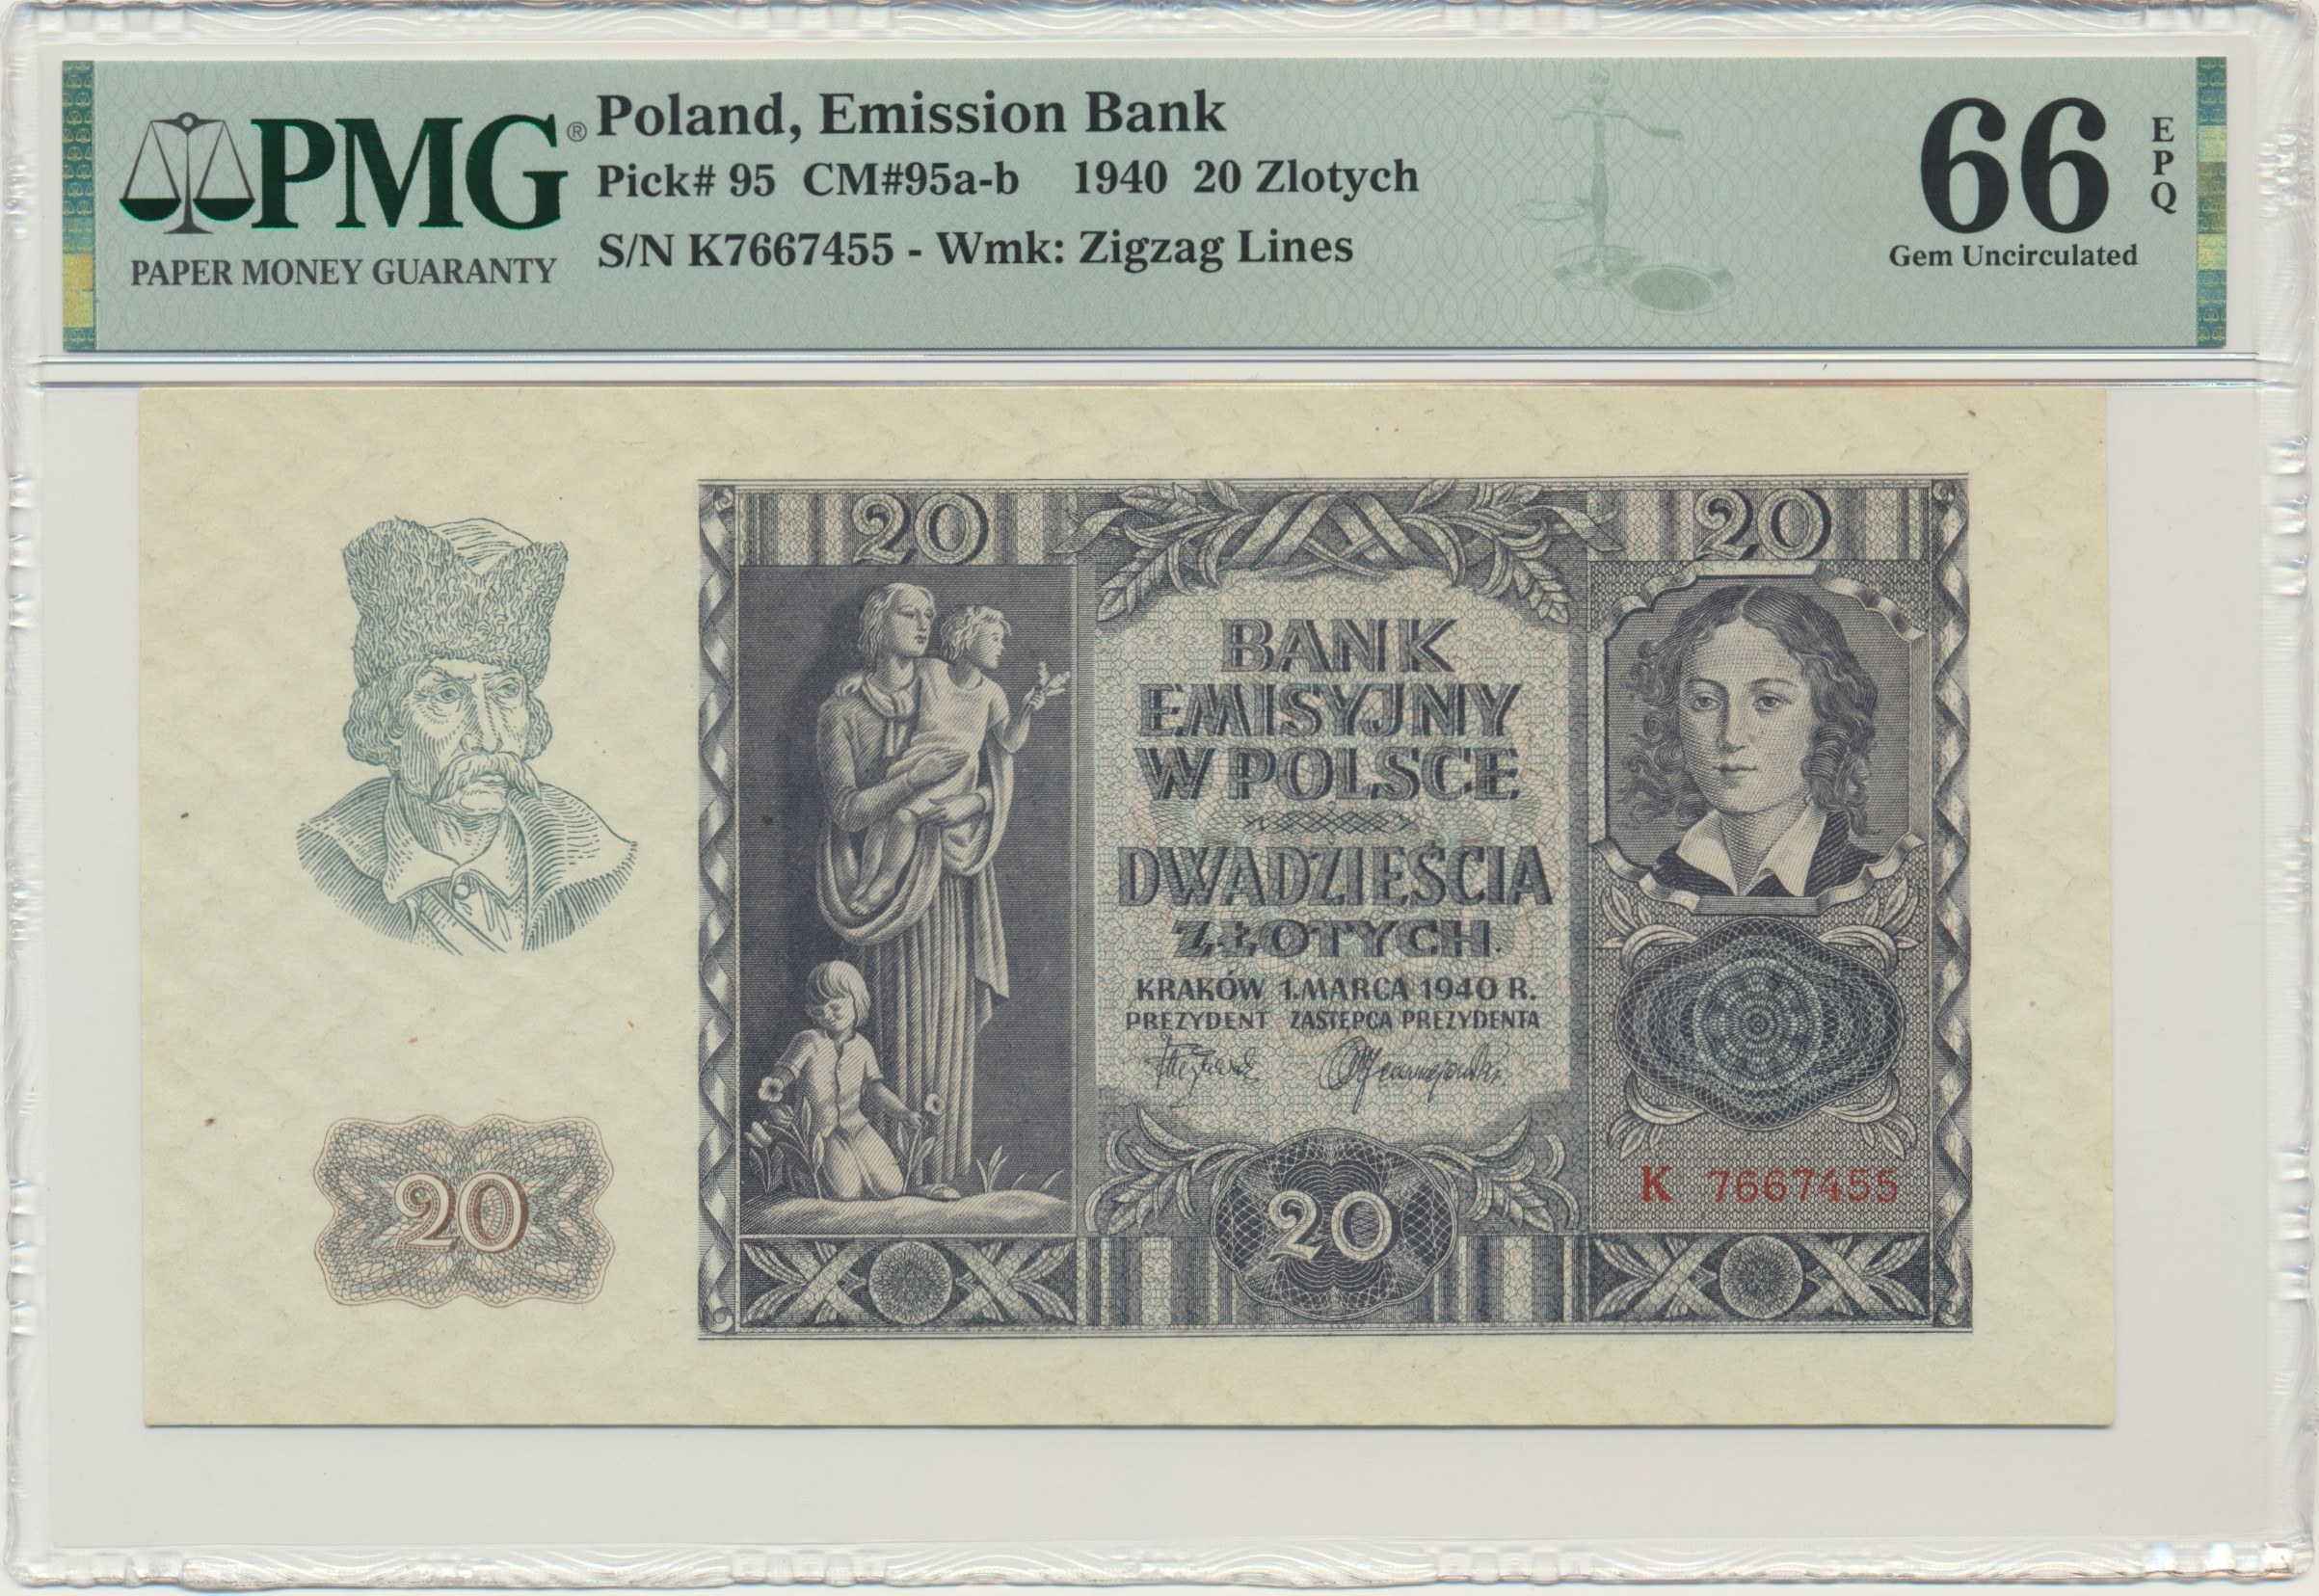 PMG®
PAPER MONEY GUARANTY
Poland, Emission Bank
Pick# 95 CM#95a-b 1940 20 Zlotych
S/N K7667455 - Wmk: Zigzag Lines
66
EPQ
Gem Uncirculated
20
20
BANK
EMISYJNY
W POLSCE
DWADZIEŚCIA
ZŁOTYCH.
KRAKÓW 1.MARCA 1940 R.
PREZYDENT ZASTĘPCA PREZYDENTA
K 7667455
20
20